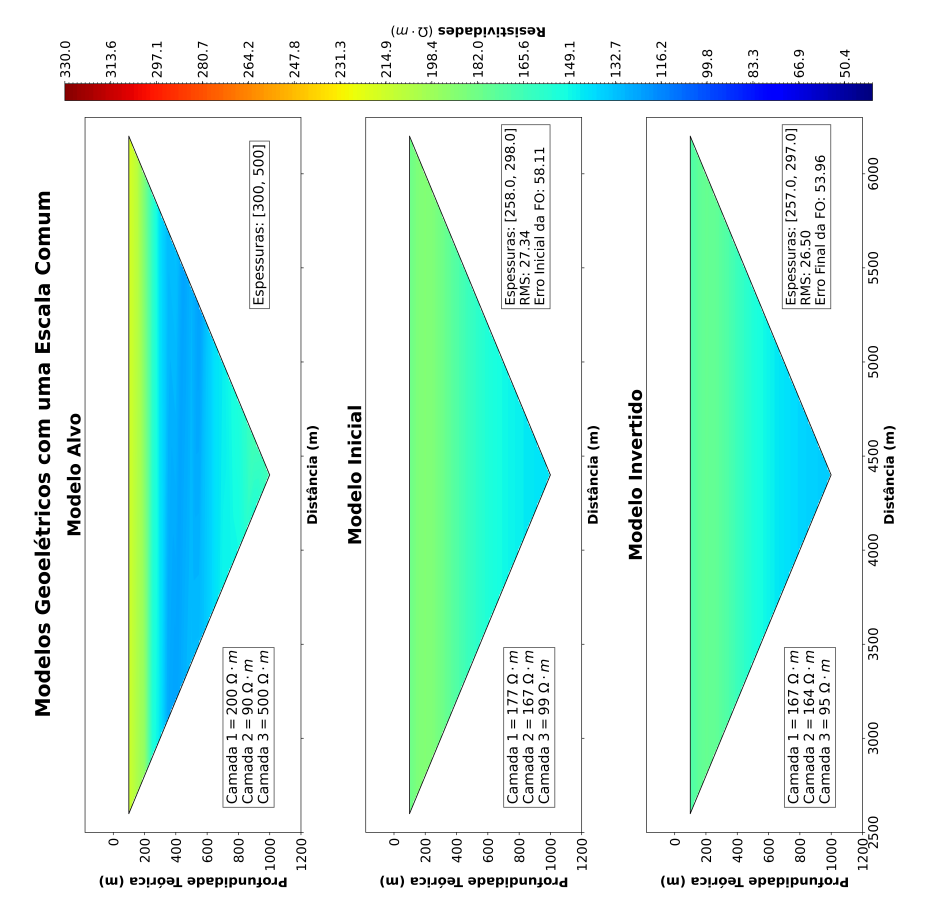 Modelos Geoelétricos com uma Escala Comum
Modelo Alvo
Profundidade Teórica (m)
0
200
400
600
800
1000
1200
Camada 1 = 200 Ω · m
Camada 2 = 90 Ω · m
Camada 3 = 500 Ω · m
Espessuras: [300, 500]
Distância (m)
Modelo Inicial
Profundidade Teórica (m)
0
200
400
600
800
1000
1200
Camada 1 = 177 Ω · m
Camada 2 = 167 Ω · m
Camada 3 = 99 Ω · m
Espessuras: [258.0, 298.0]
RMS: 27.34
Erro Inicial da FO: 58.11
Distância (m)
Modelo Invertido
Profundidade Teórica (m)
0
200
400
600
800
1000
1200
Camada 1 = 167 Ω · m
Camada 2 = 164 Ω · m
Camada 3 = 95 Ω · m
Espessuras: [257.0, 297.0]
RMS: 26.50
Erro Final da FO: 53.96
2500
3000
3500
4000
4500
5000
5500
6000
Distância (m)
330.0
313.6
297.1
280.7
264.2
247.8
231.3
214.9
198.4
182.0
165.6
149.1
132.7
116.2
99.8
83.3
66.9
50.4
Resistividades (Ω · m)